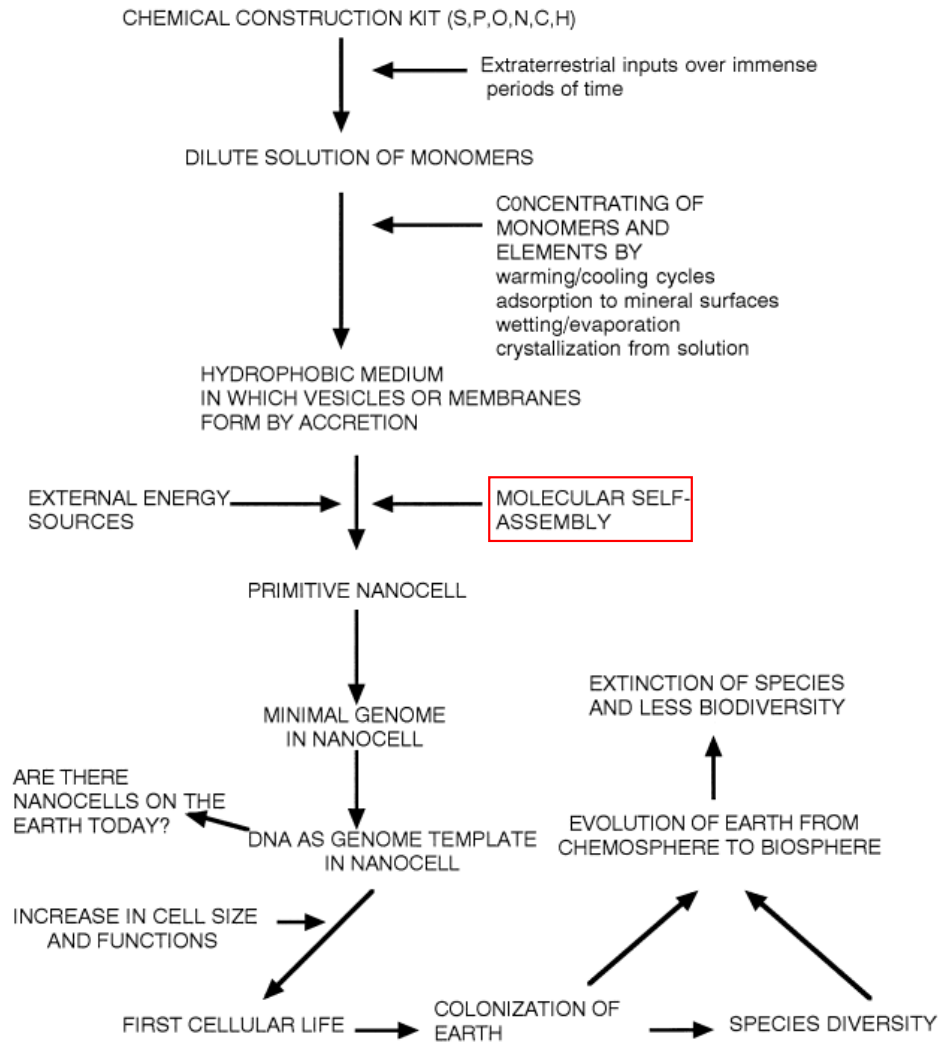 CHEMICAL CONSTRUCTION KIT (S,P,O,N,C,H)
Extraterrestrial inputs over immense
periods of time
DILUTE SOLUTION OF MONOMERS
C0NCENTRATING OF
MONOMERS AND
ELEMENTS BY
warming/cooling cycles
adsorption to mineral surfaces
wetting/evaporation
crystallization from solution
HYDROPHOBIC MEDIUM
IN WHICH VESICLES OR MEMBRANES
FORM BY ACCRETION
EXTERNAL ENERGY
SOURCES
MOLECULAR SELF-
ASSEMBLY
PRIMITIVE NANOCELL
MINIMAL GENOME
IN NANOCELL
ARE THERE
NANOCELLS ON THE
EARTH TODAY?
DNA AS GENOME TEMPLATE
IN NANOCELL
INCREASE IN CELL SIZE
AND FUNCTIONS
FIRST CELLULAR LIFE
COLONIZATION OF
EARTH
SPECIES DIVERSITY
EVOLUTION OF EARTH FROM
CHEMOSPHERE TO BIOSPHERE
EXTINCTION OF SPECIES
AND LESS BIODIVERSITY